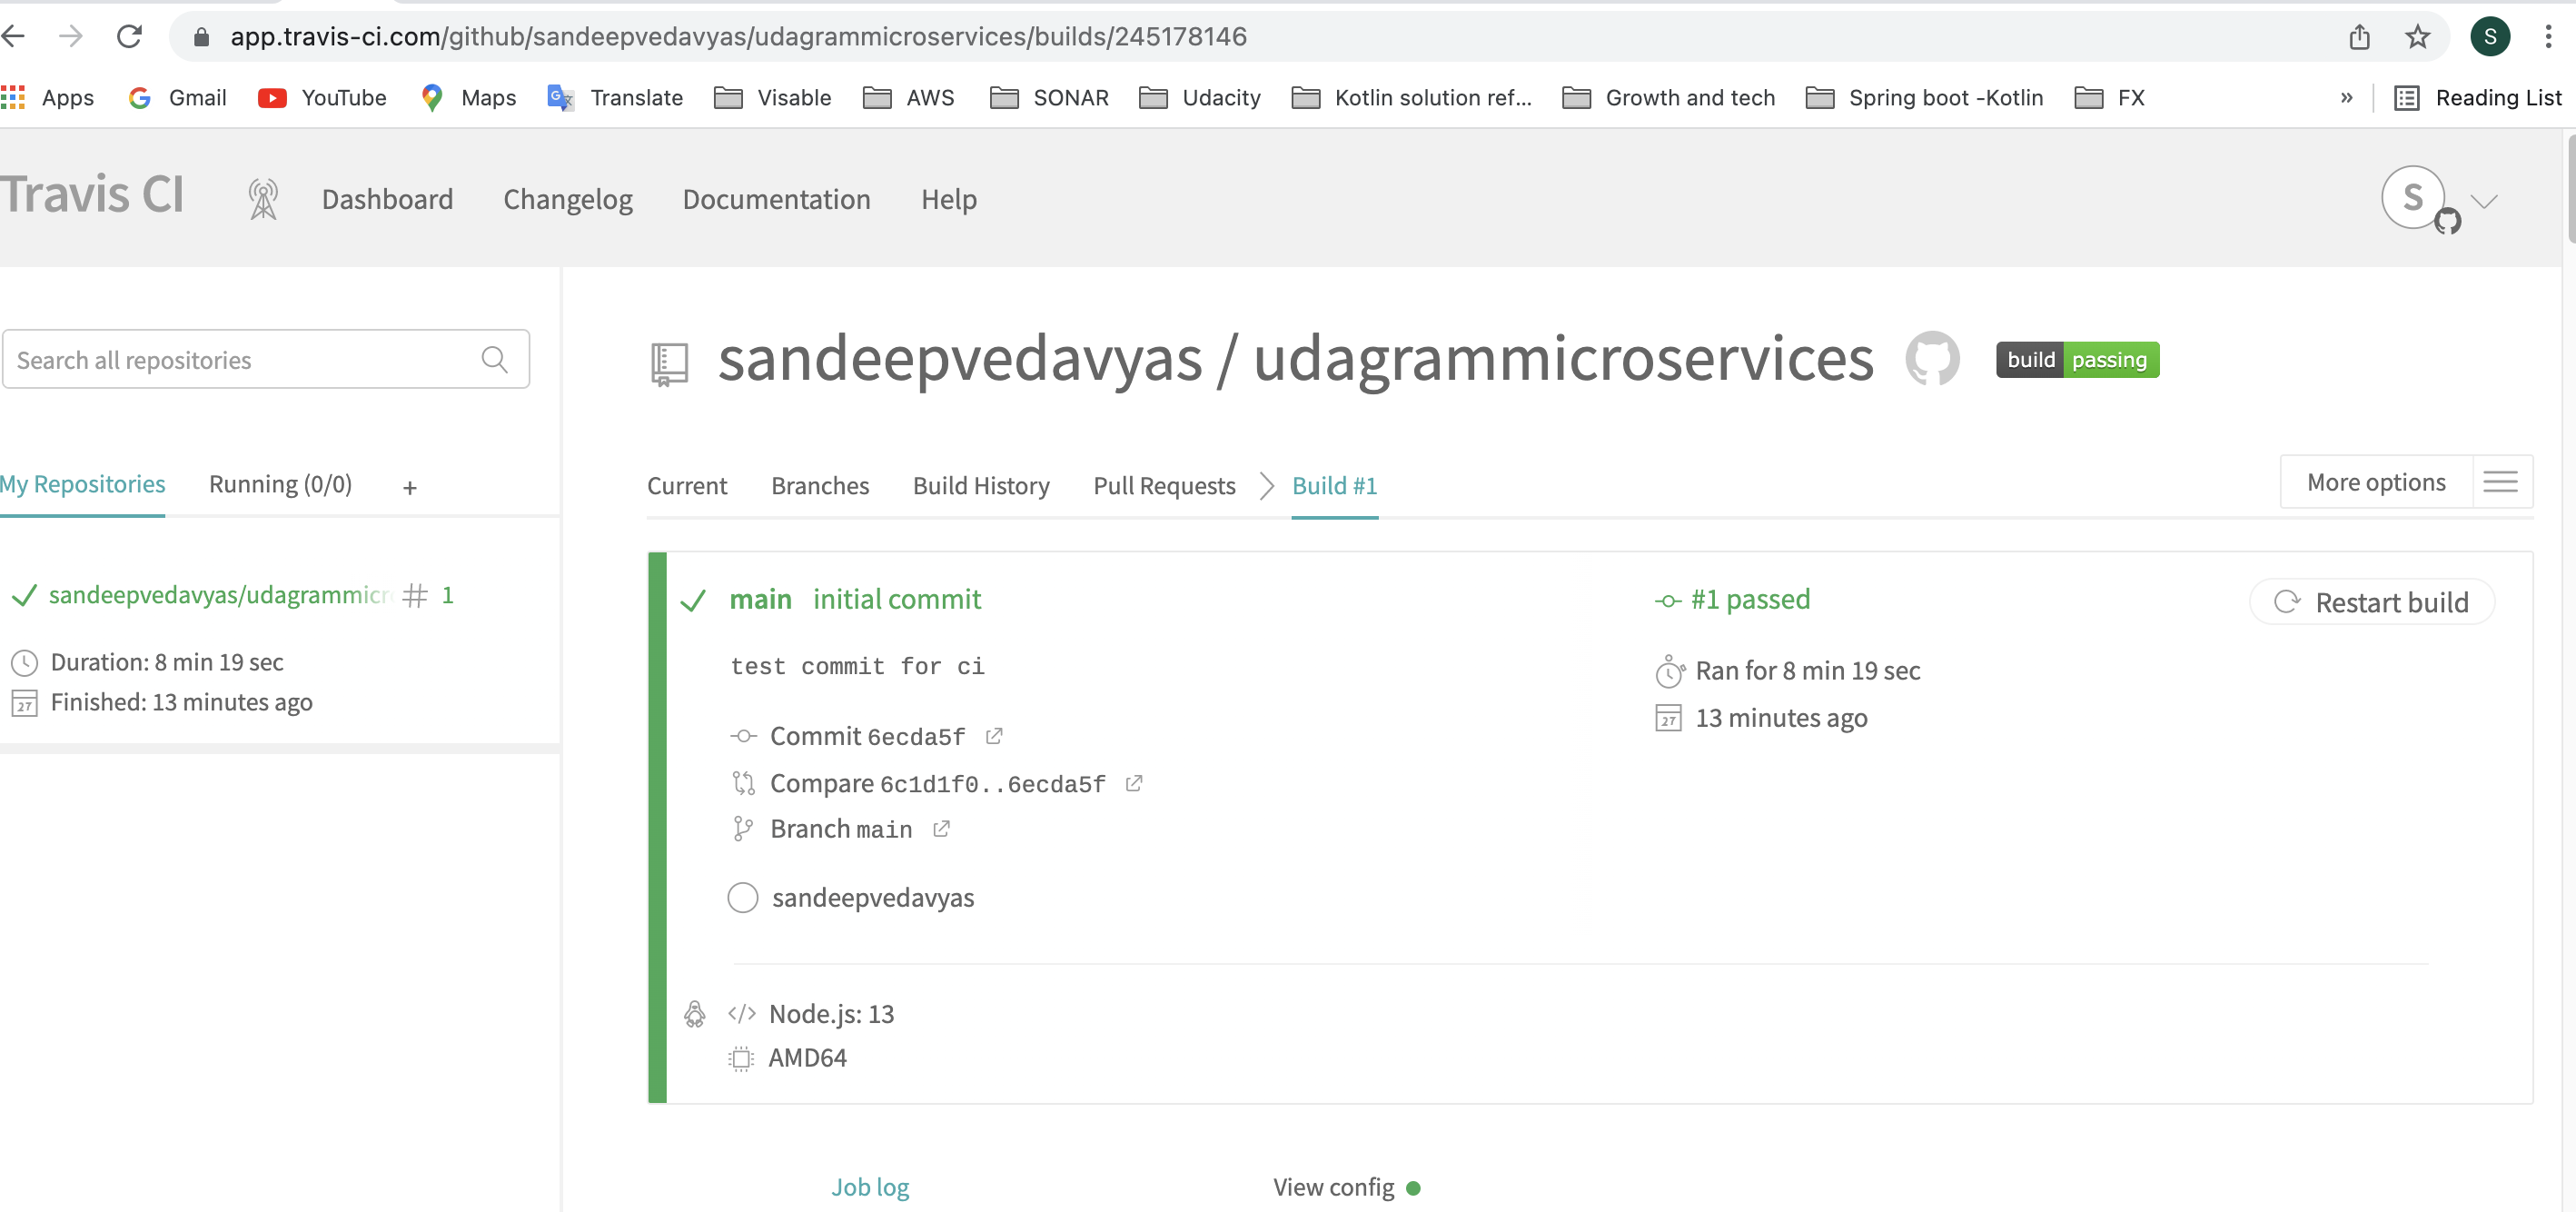 app.travis-ci.com/github/sandeepvedavyas/udagrammicroservices/builds/245178146
S
Apps Gmail YouTube Maps Translate Visable AWS SONAR Udacity Kotlin solution ref... Growth and tech Spring boot -Kotlin FX » Reading List
Travis CI Dashboard Changelog Documentation Help S
Search all repositories
sandeepvedavyas / udagrammicroservices build passing
My Repositories Running (0/0) +
Current Branches Build History Pull Requests Build #1 More options
sandeepvedavyas/udagrammicr # 1
Duration: 8 min 19 sec
Finished: 13 minutes ago
main initial commit
test commit for ci
Commit 6ecda5f
Compare 6c1d1f0..6ecda5f
Branch main
sandeepvedavyas
#1 passed
Ran for 8 min 19 sec
13 minutes ago
Restart build
Node.js: 13
AMD64
Job log View config